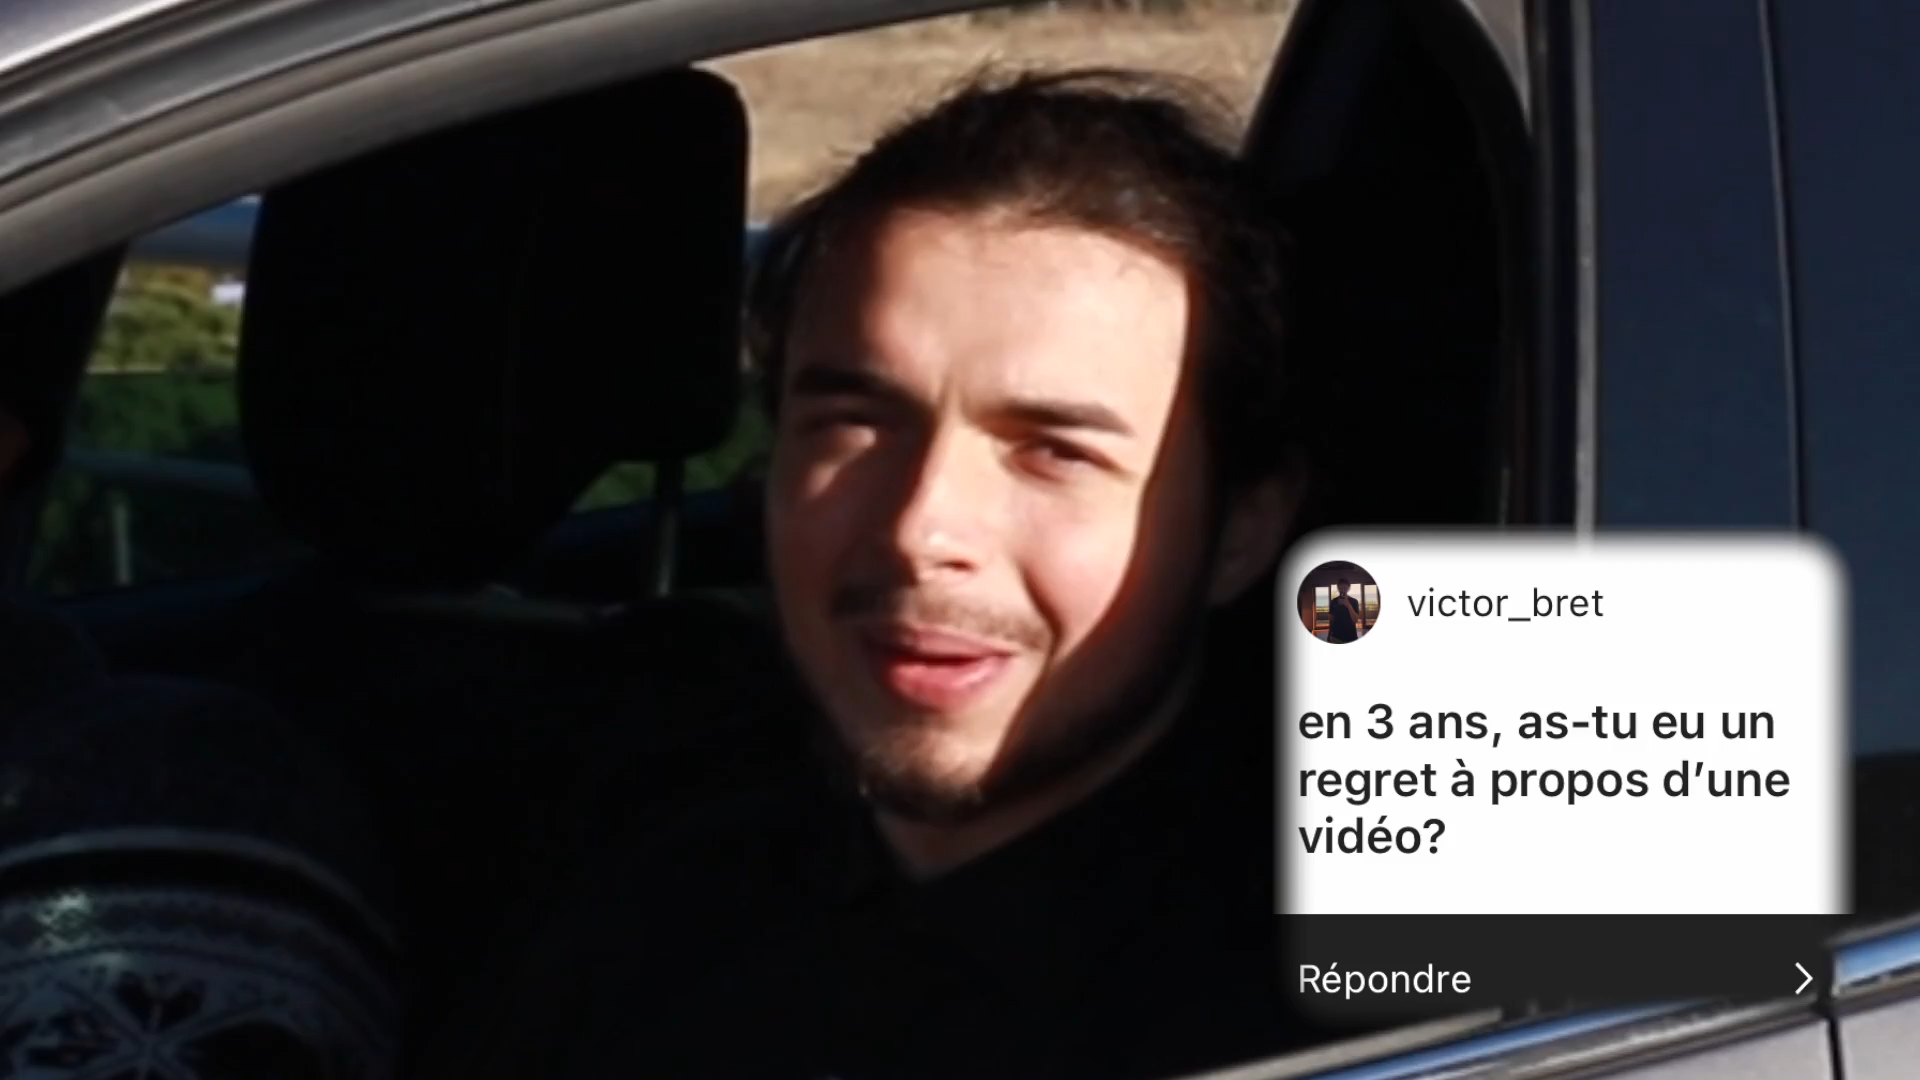 victor_bret
en 3 ans, as-tu eu un
regret à propos d’une
vidéo?
Répondre